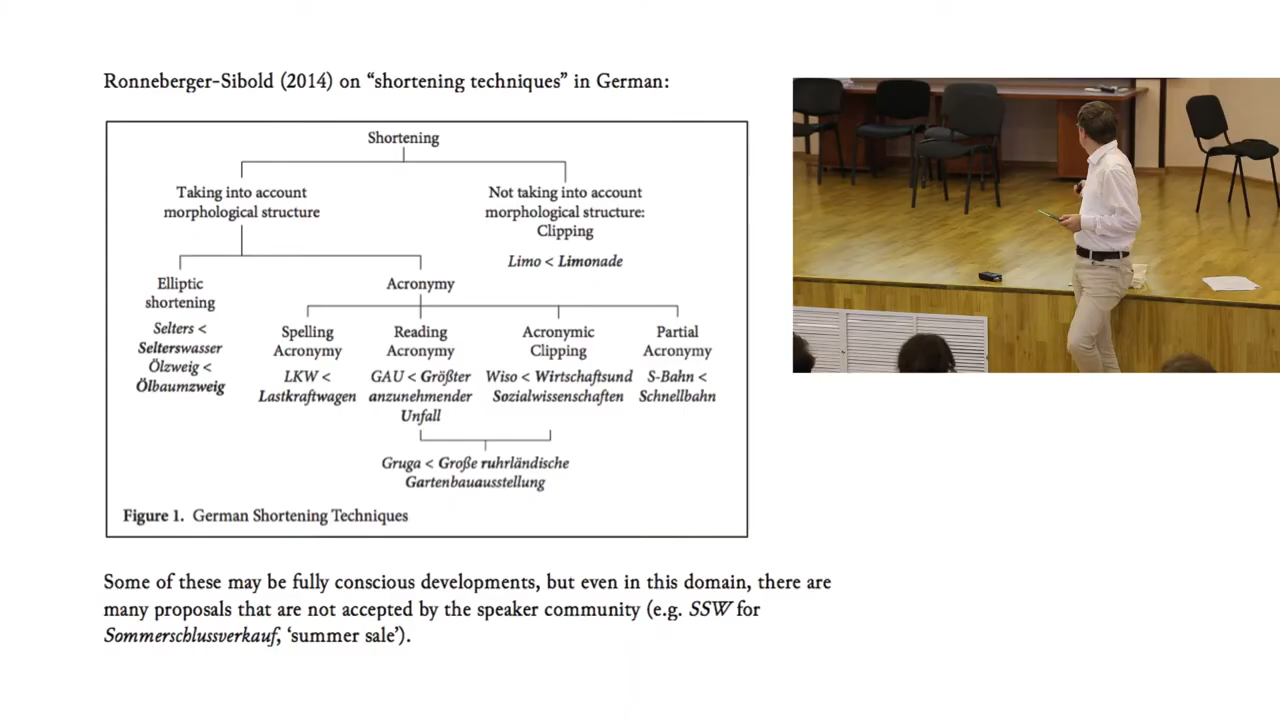 Ronneberger-Sibold (2014) on “shortening techniques” in German:
Shortening
Taking into account
morphological structure
Not taking into account
morphological structure:
Clipping
Limo < Limonade
Elliptic
shortening
Selters <
Selterswasser
Ölzweig <
Ölbaumzweig
Acronymy
Spelling
Acronymy
LKW <
Lastkraftwagen
Reading
Acronymy
GAU < Größter
anzunehmender
Unfall
Acronymic
Clipping
Wiso < Wirtschaftsund
Sozialwissenschaften
Partial
Acronymy
S-Bahn <
Schnellbahn
Gruga < Große ruhrländische
Gartenbauausstellung
Figure 1. German Shortening Techniques
Some of these may be fully conscious developments, but even in this domain, there are
many proposals that are not accepted by the speaker community (e.g. SSW for
Sommerschlussverkauf, ‘summer sale’).